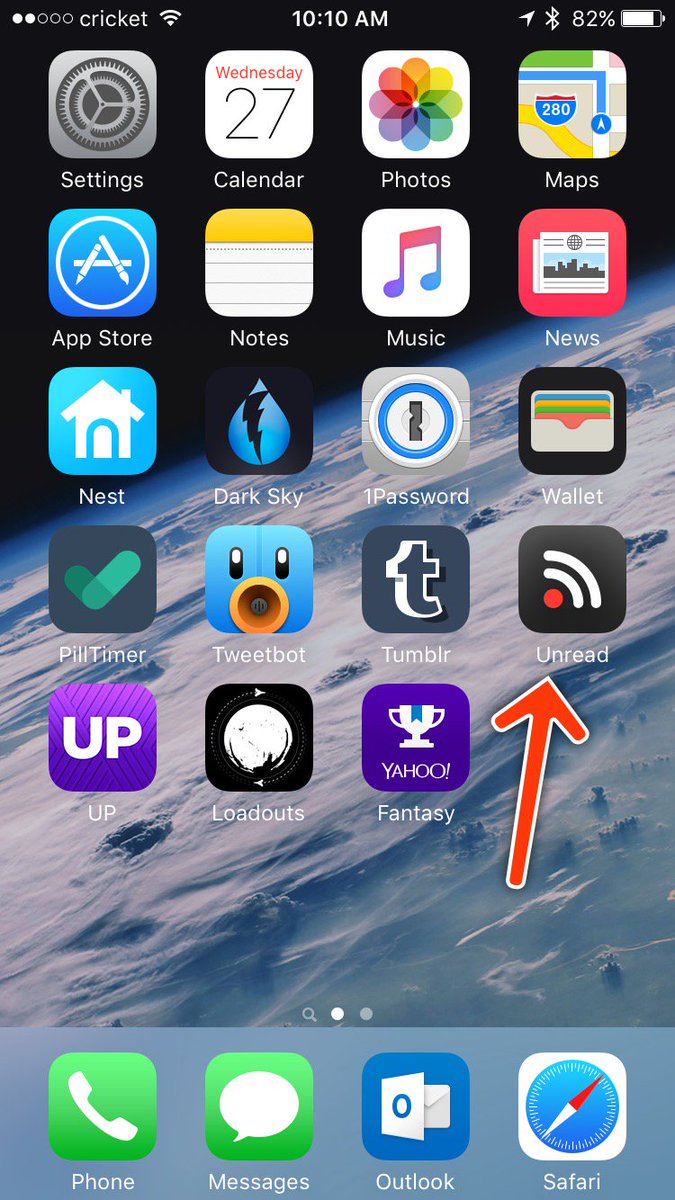 cricket 10:10 AM 82%
Wednesday
27
280
Settings Calendar Photos Maps
App Store Notes Music News
1
Nest Dark Sky 1Password Wallet
t
PillTimer Tweetbot Tumblr Unread
UP
YAHOO!
UP Loadouts Fantasy
O
Phone Messages Outlook Safari